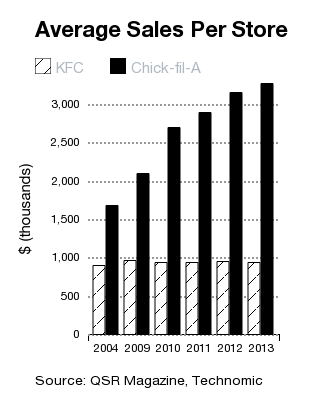 Average Sales Per Store
KFC Chick-fil-A
3,000
2,500
2,000
1,500
1,000
500
0
$ (thousands)
2004 2009 2010 2011 2012 2013
Source: QSR Magazine, Technomic